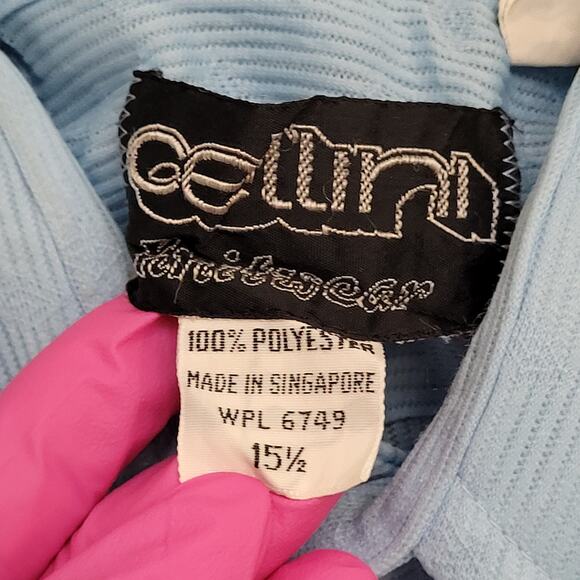 Cellini
Knitwear
100% POLYESTER
MADE IN SINGAPORE
WPL 6749
15½